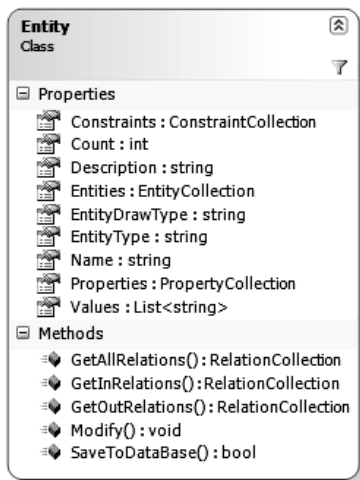 Entity
Class
Properties
Constraints : ConstraintCollection
Count : int
Description : string
Entities : EntityCollection
EntityDrawType : string
EntityType : string
Name : string
Properties : PropertyCollection
Values : List<string>
Methods
GetAllRelations() : RelationCollection
GetInRelations() : RelationCollection
GetOutRelations() : RelationCollection
Modify() : void
SaveToDataBase() : bool